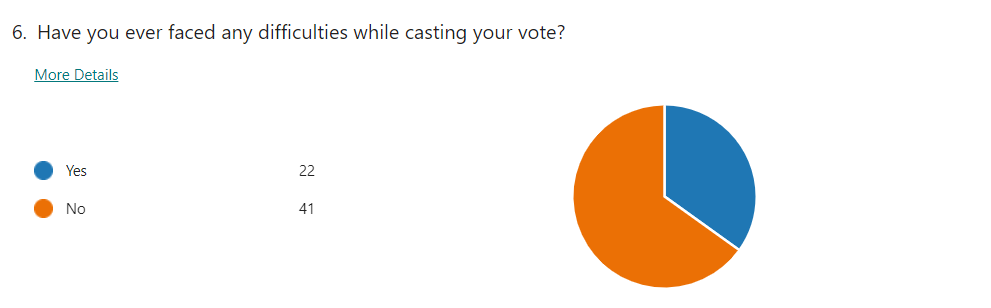 6. Have you ever faced any difficulties while casting your vote?
More Details
Yes 22
No 41